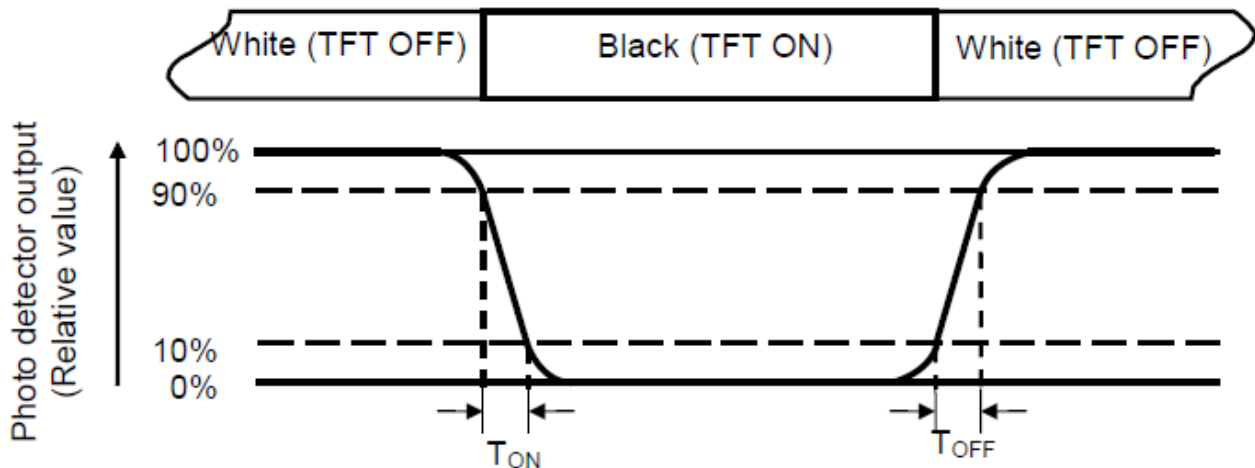 White (TFT OFF)
Black (TFT ON)
White (TFT OFF)
Photo detector output
(Relative value)
100%
90%
10%
0%
TON
TOFF